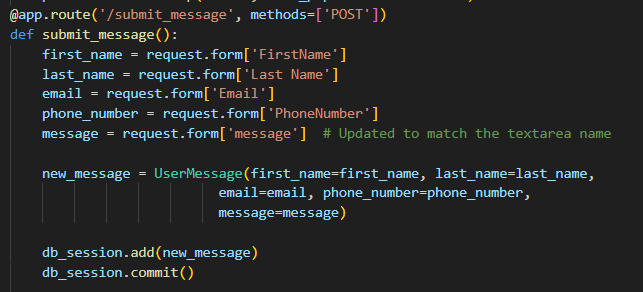 @app.route('/submit_message', methods=['POST'])
def submit_message():
    first_name = request.form['FirstName']
    last_name = request.form['Last Name']
    email = request.form['Email']
    phone_number = request.form['PhoneNumber']
    message = request.form['message']  # Updated to match the textarea name
    new_message = UserMessage(first_name=first_name, last_name=last_name,
                              email=email, phone_number=phone_number,
                              message=message)
    db_session.add(new_message)
    db_session.commit()